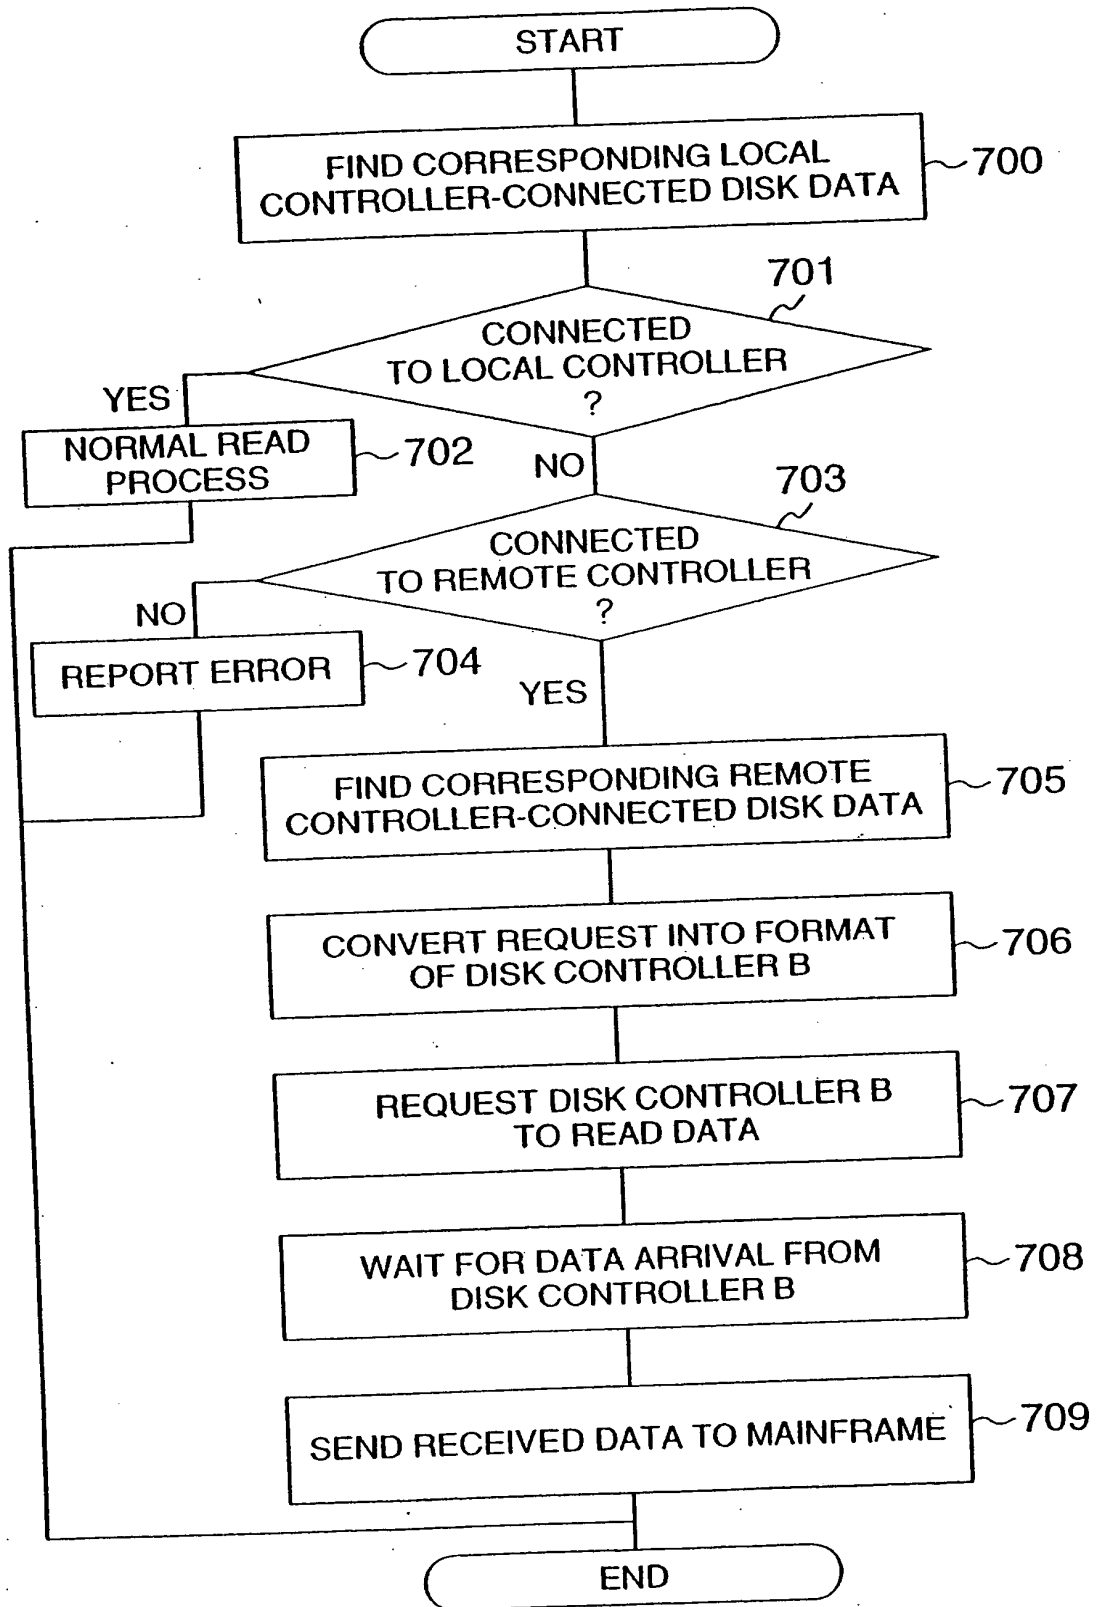 START
FIND CORRESPONDING LOCAL
CONTROLLER-CONNECTED DISK DATA
700
701
CONNECTED
TO LOCAL CONTROLLER
?
YES
NORMAL READ
PROCESS
702
NO
703
CONNECTED
TO REMOTE CONTROLLER
?
NO
REPORT ERROR
704
YES
FIND CORRESPONDING REMOTE
CONTROLLER-CONNECTED DISK DATA
705
CONVERT REQUEST INTO FORMAT
OF DISK CONTROLLER B
706
REQUEST DISK CONTROLLER B
TO READ DATA
707
WAIT FOR DATA ARRIVAL FROM
DISK CONTROLLER B
708
SEND RECEIVED DATA TO MAINFRAME
709
END